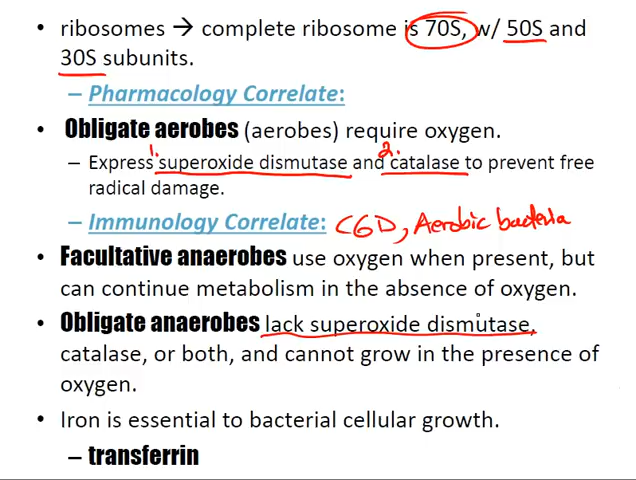 • ribosomes → complete ribosome is 70S, w/ 50S and
30S subunits.
– Pharmacology Correlate:
• Obligate aerobes (aerobes) require oxygen.
1. 2.
– Express superoxide dismutase and catalase to prevent free
radical damage.
– Immunology Correlate: CGD, Aerobic bacteria
• Facultative anaerobes use oxygen when present, but
can continue metabolism in the absence of oxygen.
• Obligate anaerobes lack superoxide dismutase,
catalase, or both, and cannot grow in the presence of
oxygen.
• Iron is essential to bacterial cellular growth.
– transferrin